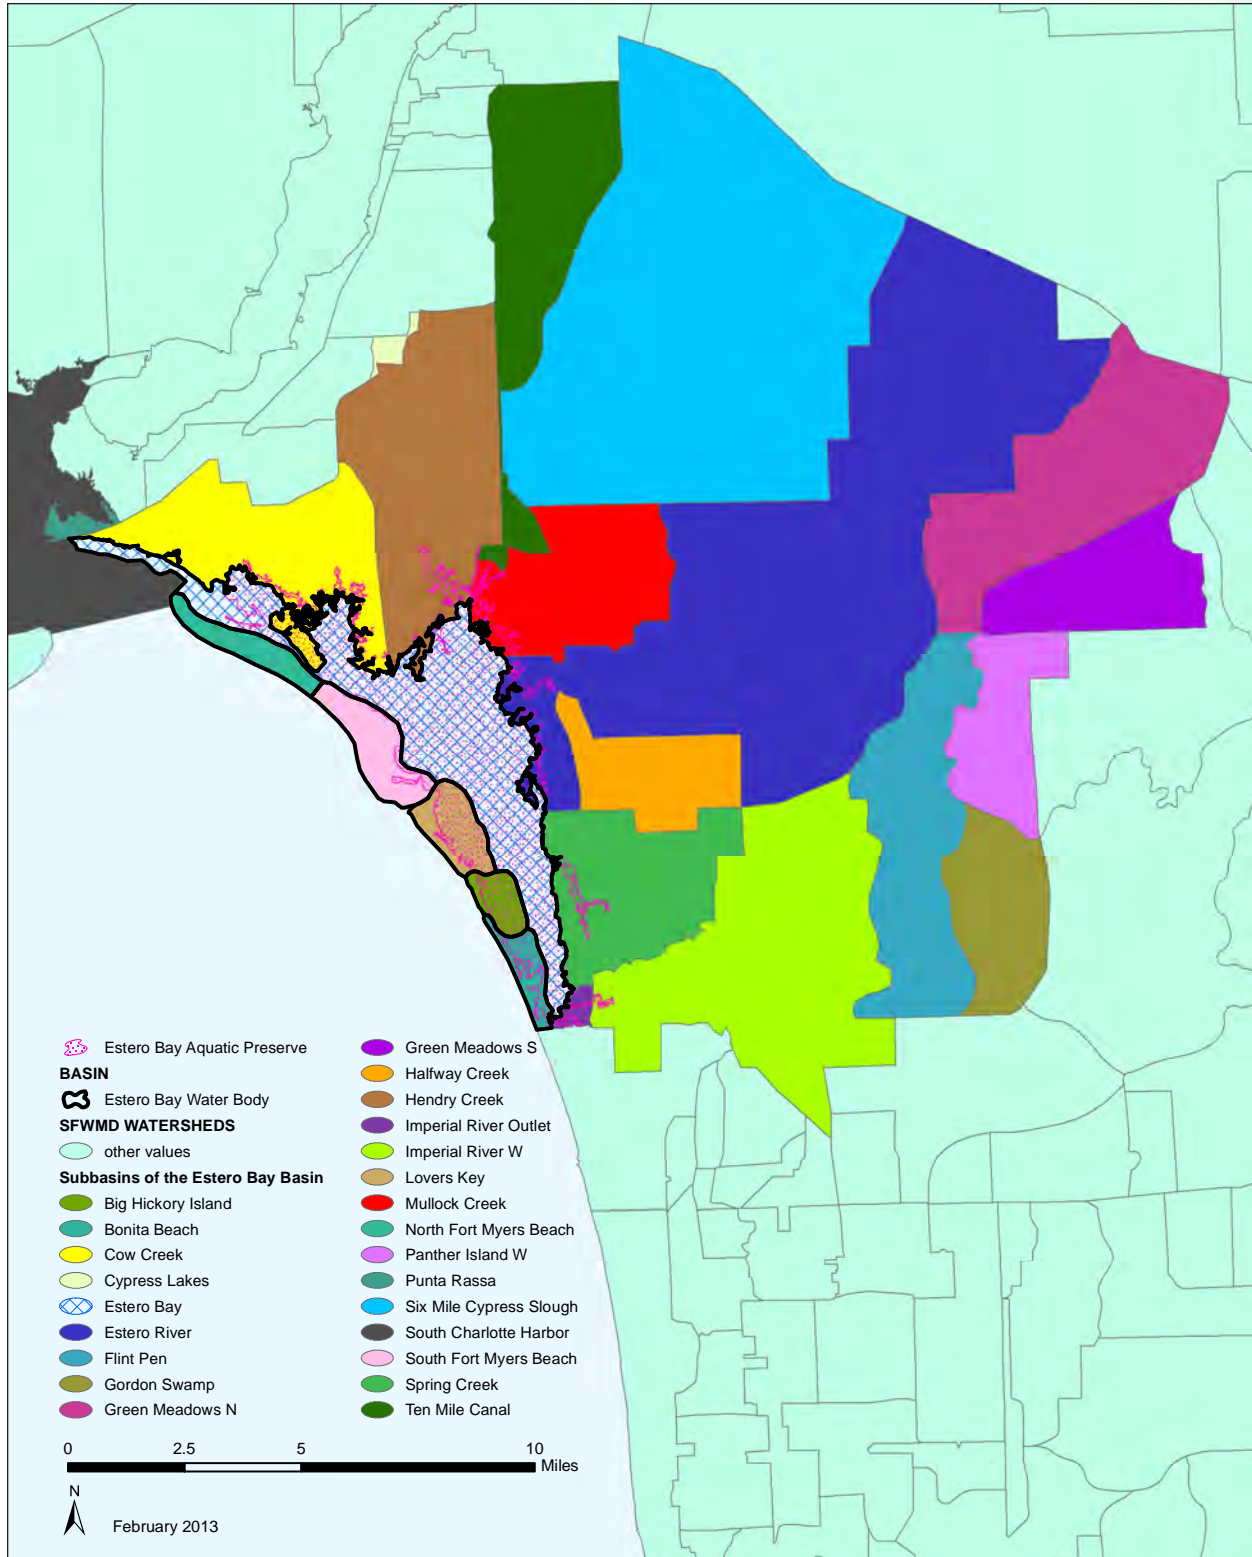 Estero Bay Aquatic Preserve
BASIN
Estero Bay Water Body
SFWMD WATERSHEDS
other values
Subbasins of the Estero Bay Basin
Big Hickory Island
Bonita Beach
Cow Creek
Cypress Lakes
Estero Bay
Estero River
Flint Pen
Gordon Swamp
Green Meadows N
Green Meadows S
Halfway Creek
Hendry Creek
Imperial River Outlet
Imperial River W
Lovers Key
Mullock Creek
North Fort Myers Beach
Panther Island W
Punta Rassa
Six Mile Cypress Slough
South Charlotte Harbor
South Fort Myers Beach
Spring Creek
Ten Mile Canal
0 2.5 5 10
Miles
N
February 2013